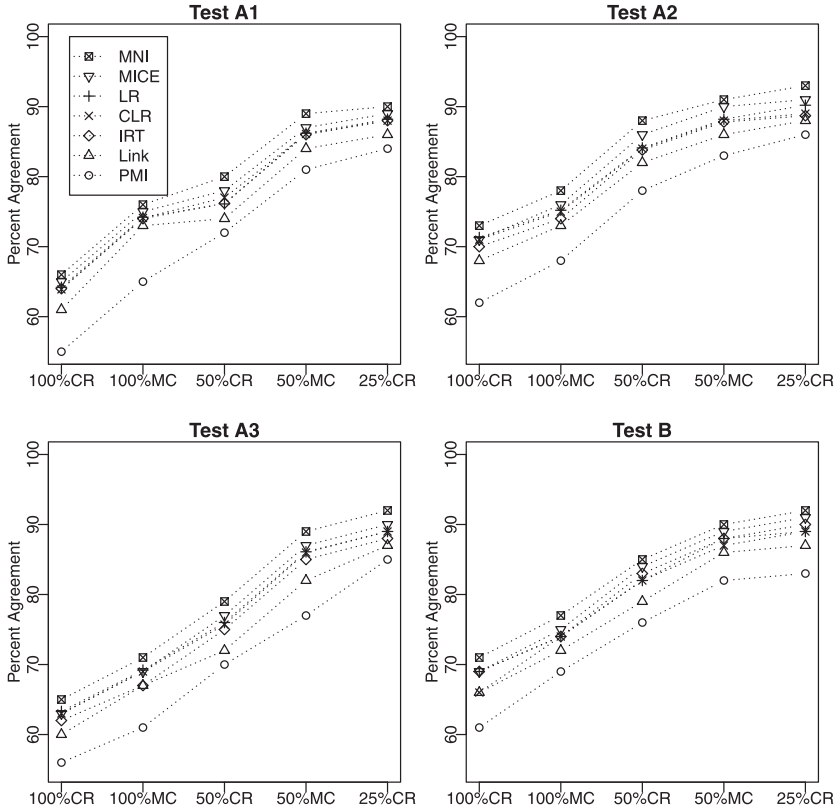 Test A1
Percent Agreement
100
90
80
70
60
MNI
MICE
LR
CLR
IRT
Link
PMI
100%CR 100%MC 50%CR 50%MC 25%CR
Test A2
Percent Agreement
100
90
80
70
60
100%CR 100%MC 50%CR 50%MC 25%CR
Test A3
Percent Agreement
100
90
80
70
60
100%CR 100%MC 50%CR 50%MC 25%CR
Test B
Percent Agreement
100
90
80
70
60
100%CR 100%MC 50%CR 50%MC 25%CR